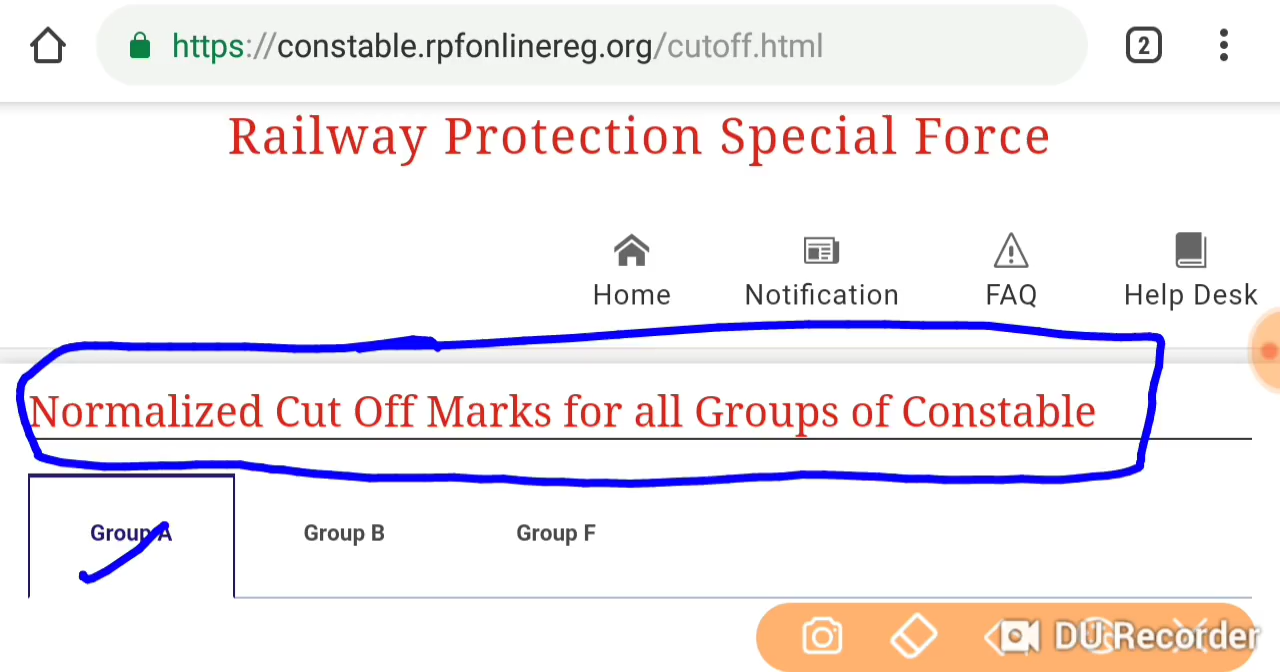 https://constable.rpfonlinereg.org/cutoff.html
2
Railway Protection Special Force
Home Notification FAQ Help Desk
Normalized Cut Off Marks for all Groups of Constable
Group A Group B Group F
DU Recorder